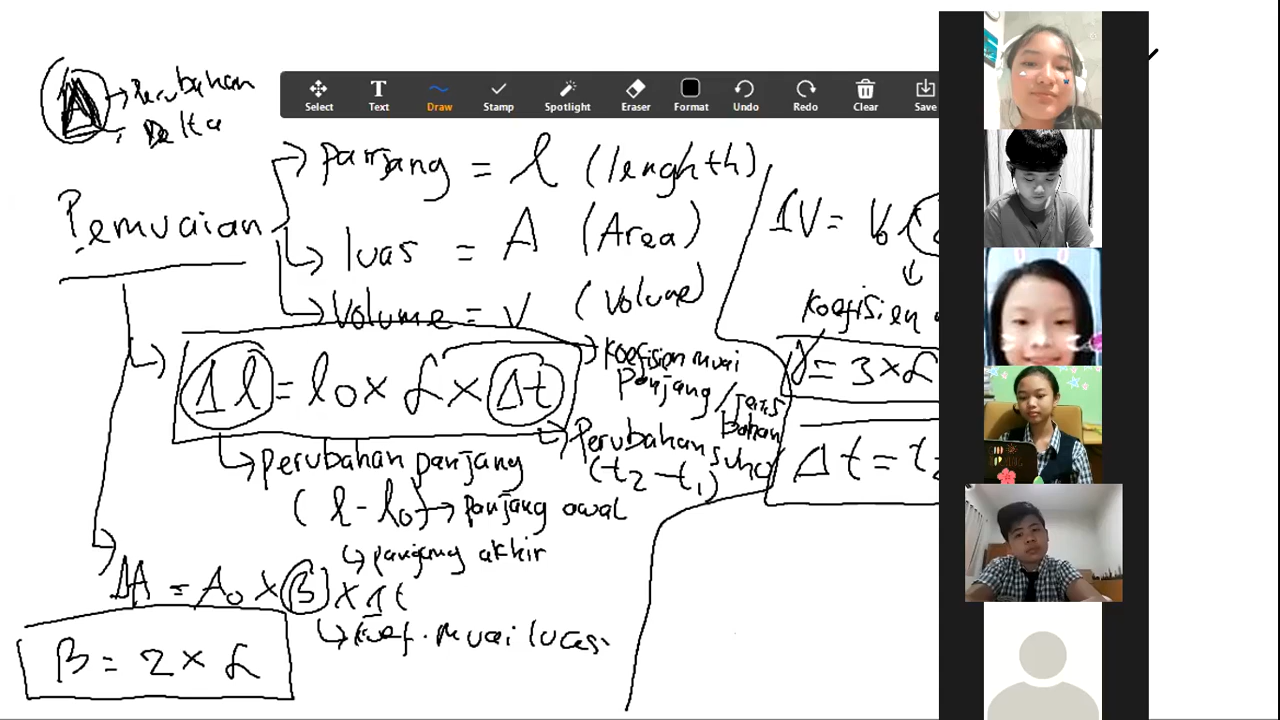 Δ → Perubahan
Delta
Select Text Draw Stamp Spotlight Eraser Format Undo Redo Clear Save
Pemuaian
→ panjang = l (lenghth)
→ luas = A (Area)
→ Volume = V (Volume)
Δl = l0 × α × Δt
→ Koefisien muai
Panjang / jenis
bahan
→ Perubahan suhu
(t2 - t1)
→ perubahan panjang
(l - l0) → panjang awal
→ panjang akhir
ΔA = A0 × β × Δt
→ koef. muai luas
β = 2 × α
ΔV = V0 ×
Koefisien
γ = 3 × α
Δt = t2